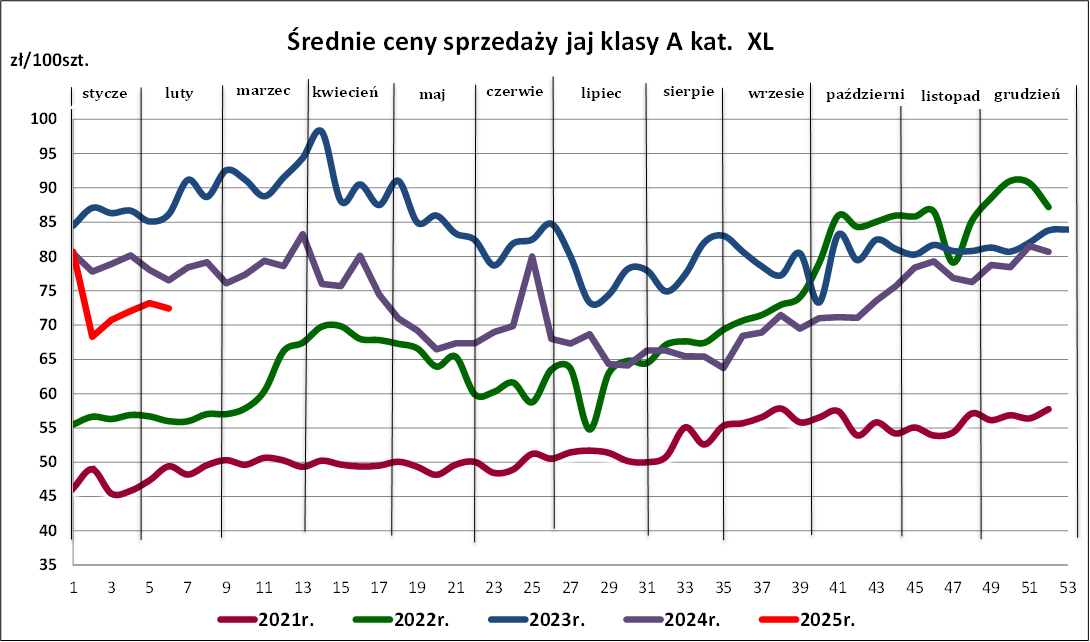 Średnie ceny sprzedaży jaj klasy A kat. XL
zł/100szt.
stycze luty marzec kwiecień maj czerwie lipiec sierpie wrzesie październi listopad grudzień
100
95
90
85
80
75
70
65
60
55
50
45
40
35
1 3 5 7 9 11 13 15 17 19 21 23 25 27 29 31 33 35 37 39 41 43 45 47 49 51 53
2021r. 2022r. 2023r. 2024r. 2025r.